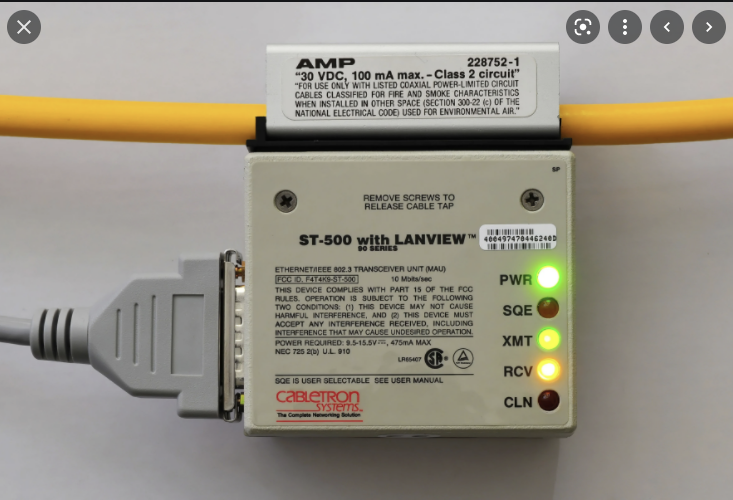 AMP 228752-1
"30 VDC, 100 mA max. – Class 2 circuit"
"FOR USE ONLY WITH LISTED COAXIAL POWER-LIMITED CIRCUIT
CABLES CLASSIFIED FOR FIRE AND SMOKE CHARACTERISTICS
WHEN INSTALLED IN OTHER SPACE (SECTION 300-22 (c) OF THE
NATIONAL ELECTRICAL CODE) USED FOR ENVIRONMENTAL AIR."
SP
REMOVE SCREWS TO
RELEASE CABLE TAP
ST-500 with LANVIEW™
90 SERIES
ETHERNET/IEEE 802.3 TRANSCEIVER UNIT (MAU)
FCC ID. F4T4K9-ST-500 10 Mbits/sec
THIS DEVICE COMPLIES WITH PART 15 OF THE FCC
RULES. OPERATION IS SUBJECT TO THE FOLLOWING
TWO CONDITIONS: (1) THIS DEVICE MAY NOT CAUSE
HARMFUL INTERFERENCE, AND (2) THIS DEVICE MUST
ACCEPT ANY INTERFERENCE RECEIVED, INCLUDING
INTERFERENCE THAT MAY CAUSE UNDESIRED OPERATION.
POWER REQUIRED: 9.5-15.5V⎓, 475mA MAX
NEC 725 2(b) U.L. 910
LR85407 SA ®
SQE IS USER SELECTABLE SEE USER MANUAL
CABLETRON
SYSTEMS
The Complete Networking Solution
PWR
SQE
XMT
RCV
CLN